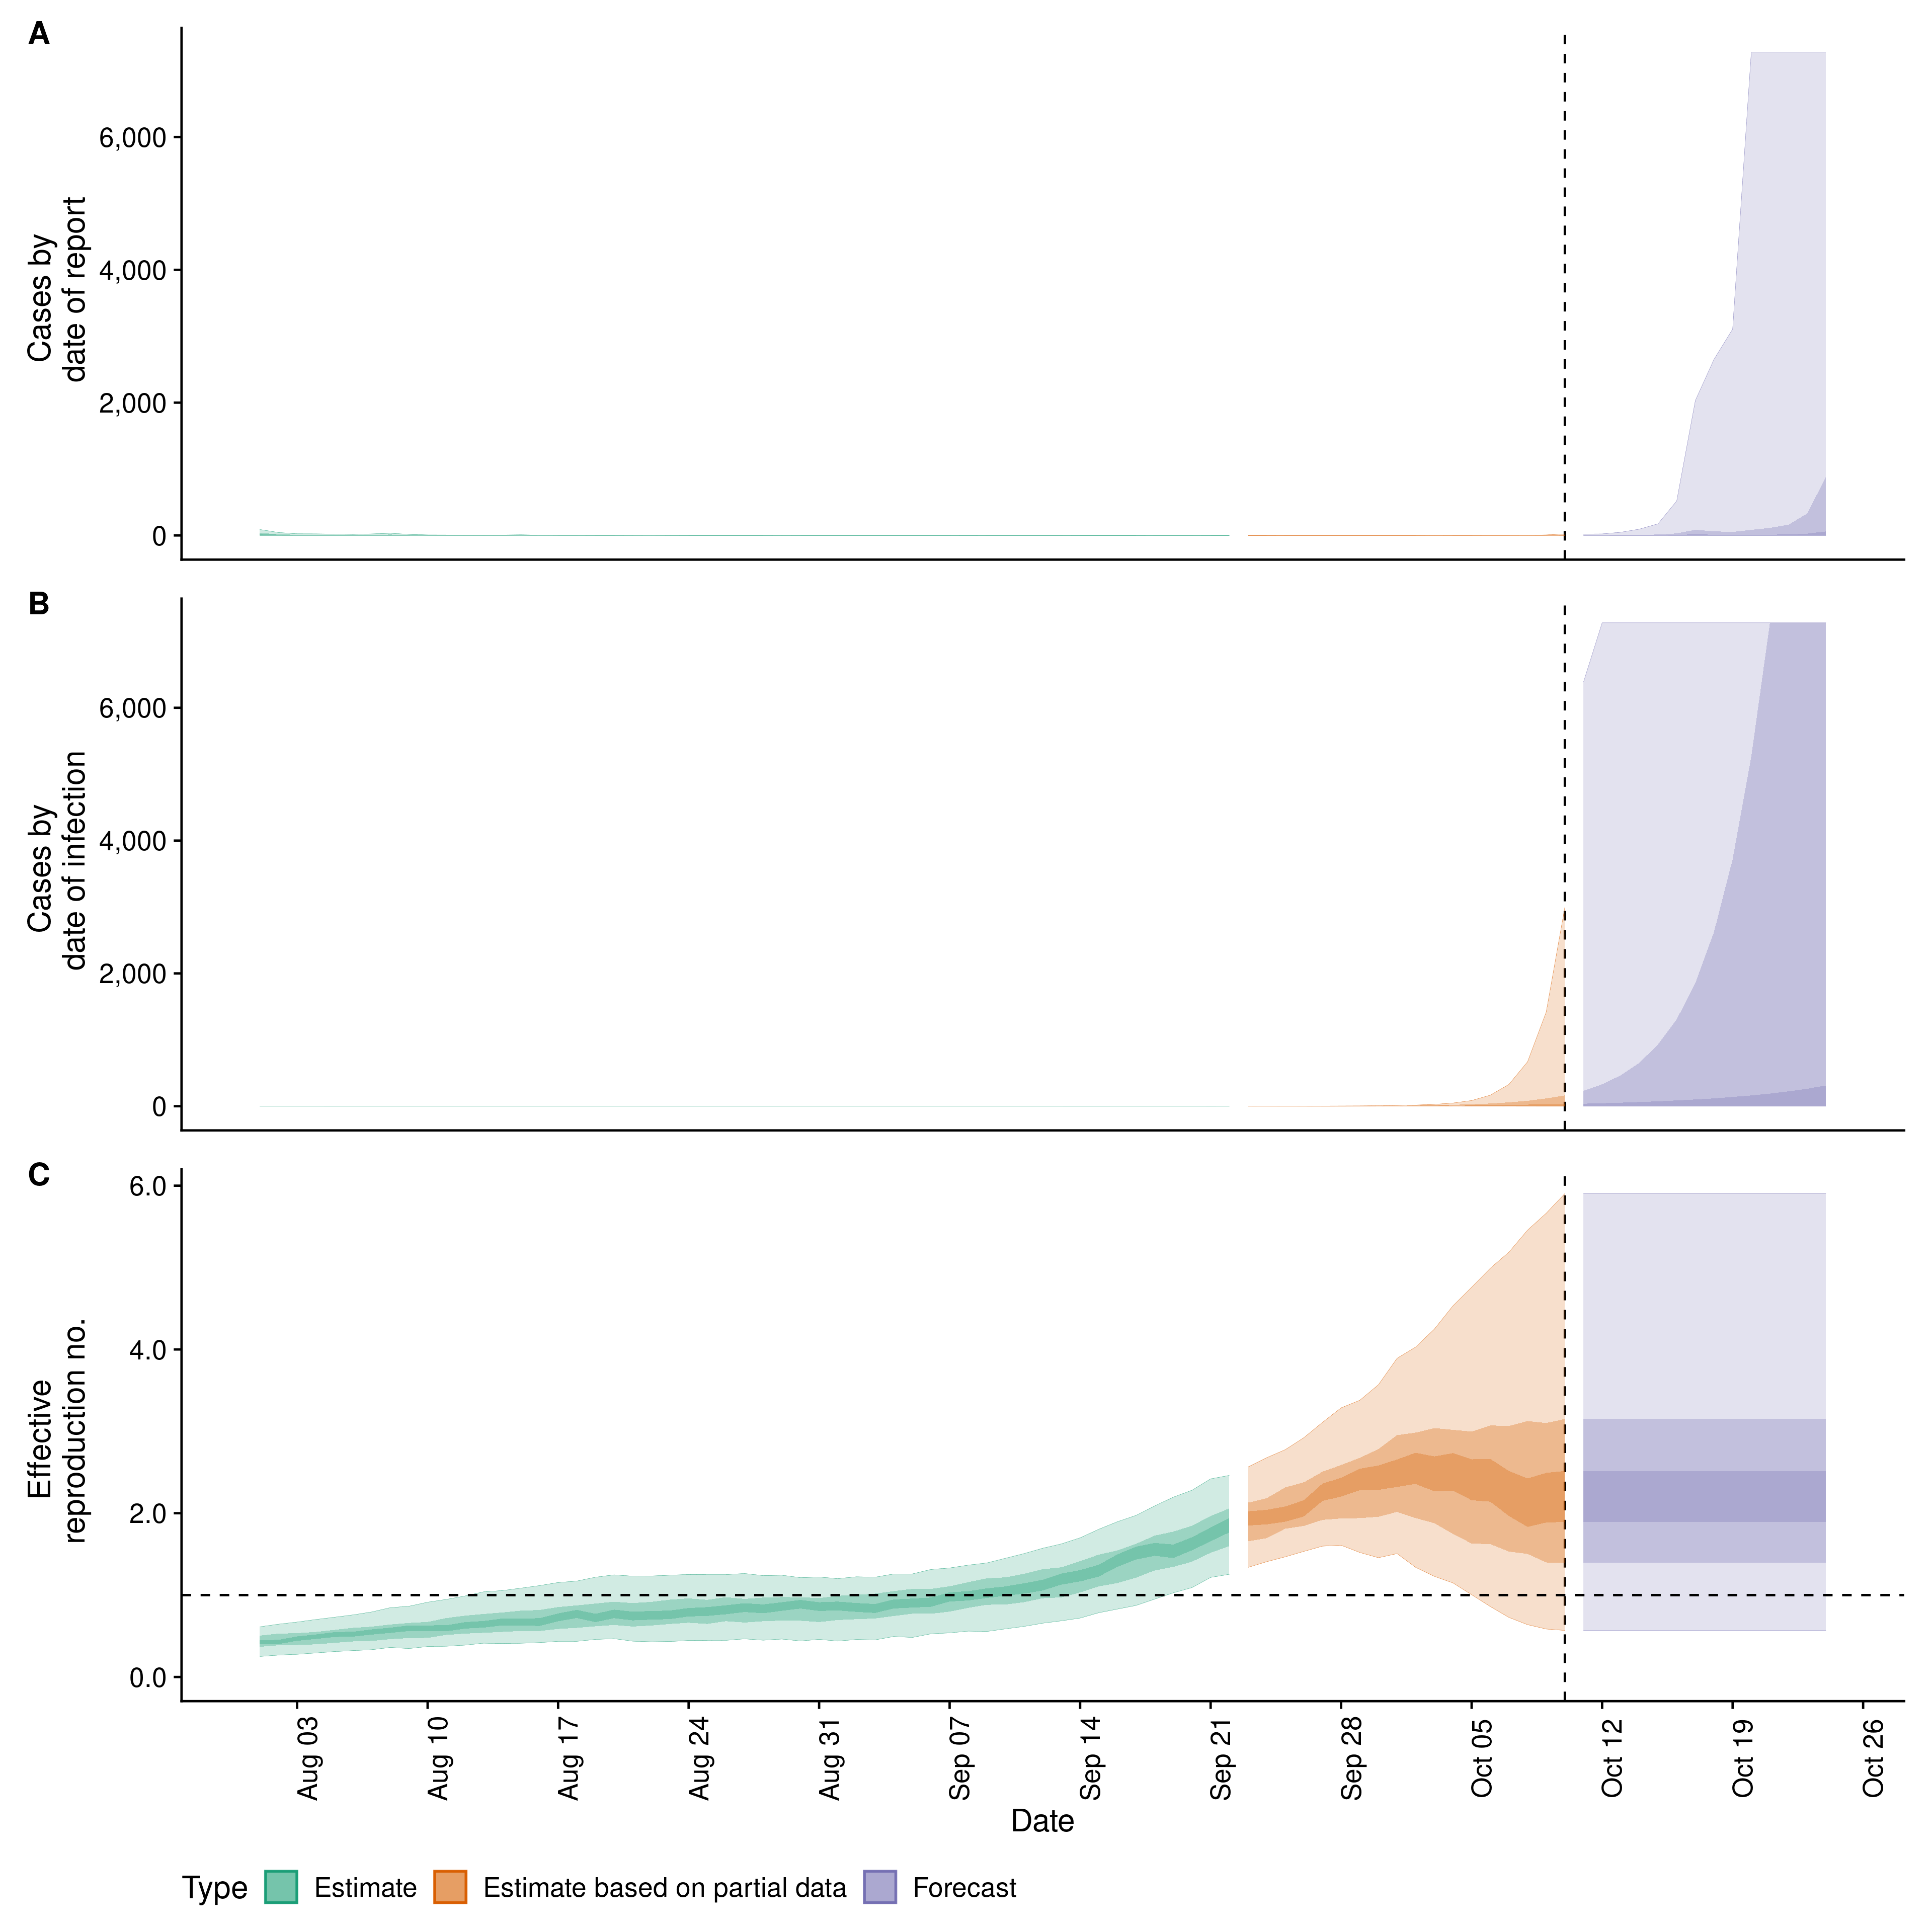 A
Cases by
date of report
6,000
4,000
2,000
0
B
Cases by
date of infection
6,000
4,000
2,000
0
C
Effective
reproduction no.
6.0
4.0
2.0
0.0
Aug 03
Aug 10
Aug 17
Aug 24
Aug 31
Sep 07
Sep 14
Sep 21
Sep 28
Oct 05
Oct 12
Oct 19
Oct 26
Date
Type Estimate Estimate based on partial data Forecast